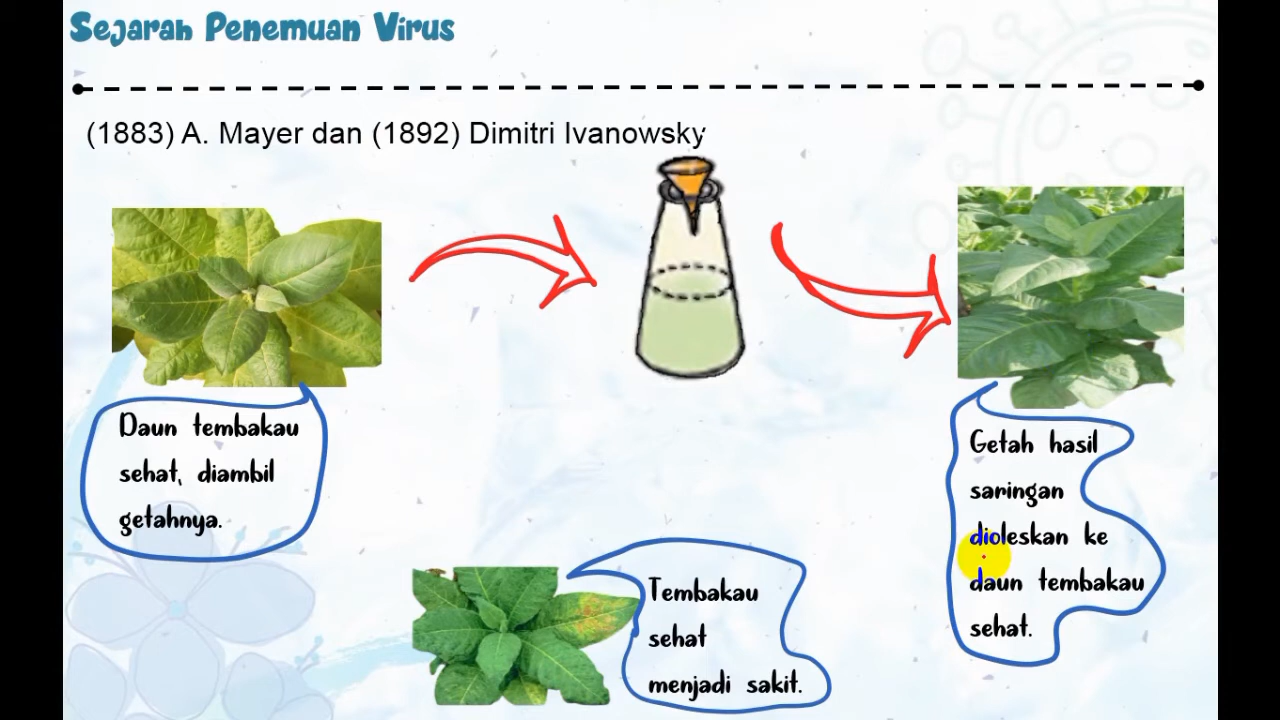 Sejarah Penemuan Virus
(1883) A. Mayer dan (1892) Dimitri Ivanowsky
Daun tembakau
sehat, diambil
getahnya.
Getah hasil
saringan
dioleskan ke
daun tembakau
sehat.
Tembakau
sehat
menjadi sakit.